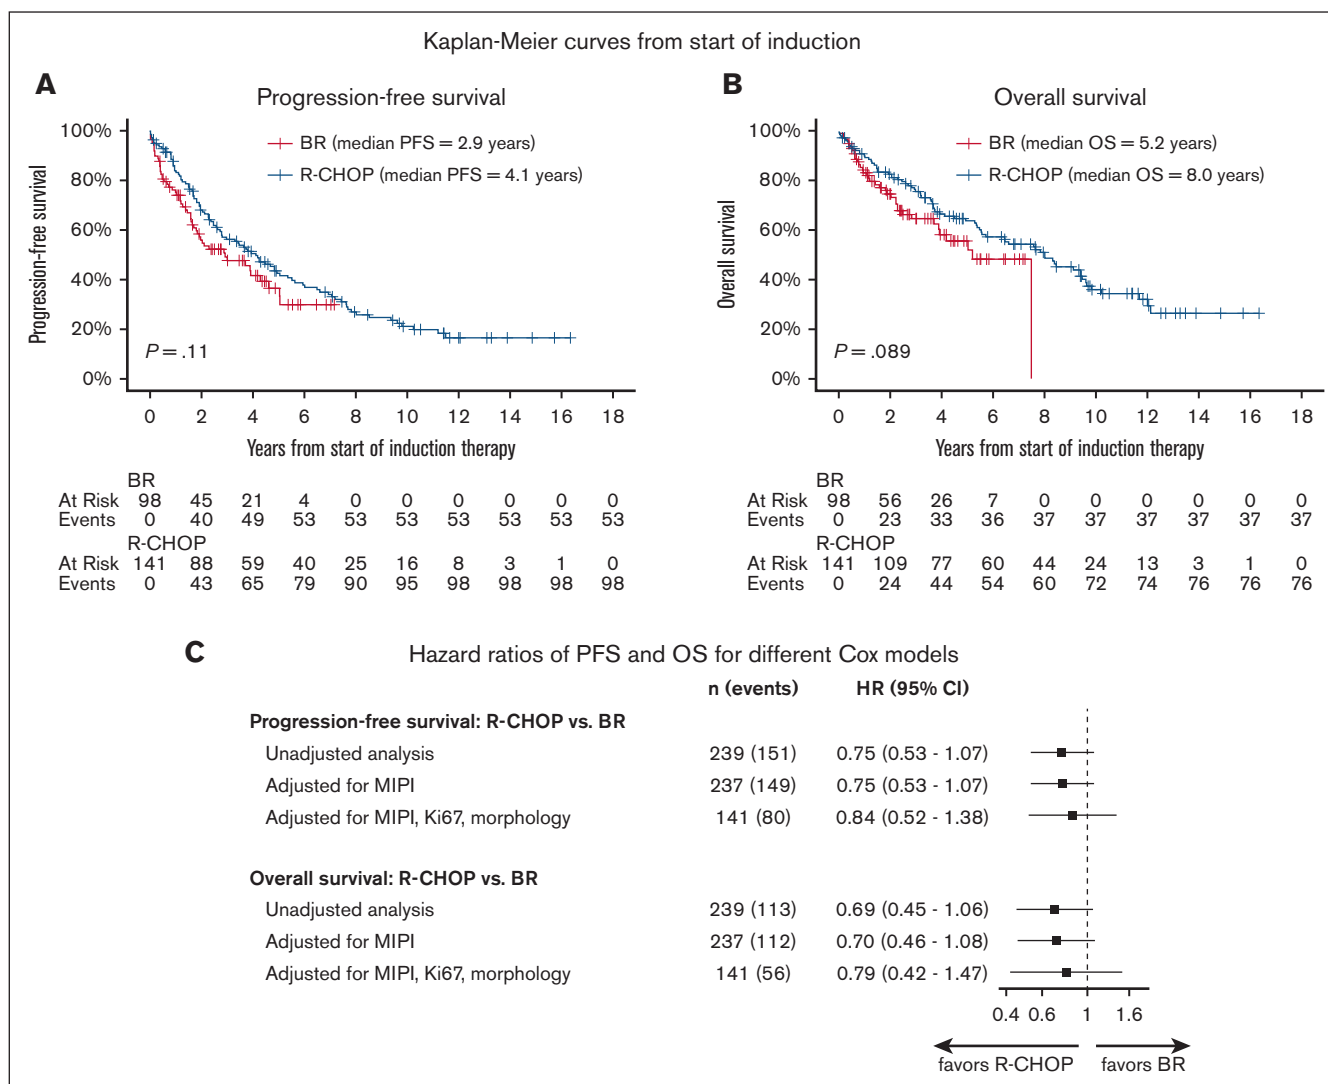 Kaplan-Meier curves from start of induction
A
Progression-free survival
100%
80%
60%
40%
20%
0%
Progression-free survival
BR (median PFS = 2.9 years)
R-CHOP (median PFS = 4.1 years)
P = .11
0 2 4 6 8 10 12 14 16 18
Years from start of induction therapy
BR
At Risk 98 45 21 4 0 0 0 0 0 0
Events 0 40 49 53 53 53 53 53 53 53
R-CHOP
At Risk 141 88 59 40 25 16 8 3 1 0
Events 0 43 65 79 90 95 98 98 98 98
B
Overall survival
100%
80%
60%
40%
20%
0%
Overall survival
BR (median OS = 5.2 years)
R-CHOP (median OS = 8.0 years)
P = .089
0 2 4 6 8 10 12 14 16 18
Years from start of induction therapy
BR
At Risk 98 56 26 7 0 0 0 0 0 0
Events 0 23 33 36 37 37 37 37 37 37
R-CHOP
At Risk 141 109 77 60 44 24 13 3 1 0
Events 0 24 44 54 60 72 74 76 76 76
C
Hazard ratios of PFS and OS for different Cox models
n (events) HR (95% CI)
Progression-free survival: R-CHOP vs. BR
Unadjusted analysis 239 (151) 0.75 (0.53 - 1.07)
Adjusted for MIPI 237 (149) 0.75 (0.53 - 1.07)
Adjusted for MIPI, Ki67, morphology 141 (80) 0.84 (0.52 - 1.38)
Overall survival: R-CHOP vs. BR
Unadjusted analysis 239 (113) 0.69 (0.45 - 1.06)
Adjusted for MIPI 237 (112) 0.70 (0.46 - 1.08)
Adjusted for MIPI, Ki67, morphology 141 (56) 0.79 (0.42 - 1.47)
0.4 0.6 1 1.6
favors R-CHOP favors BR